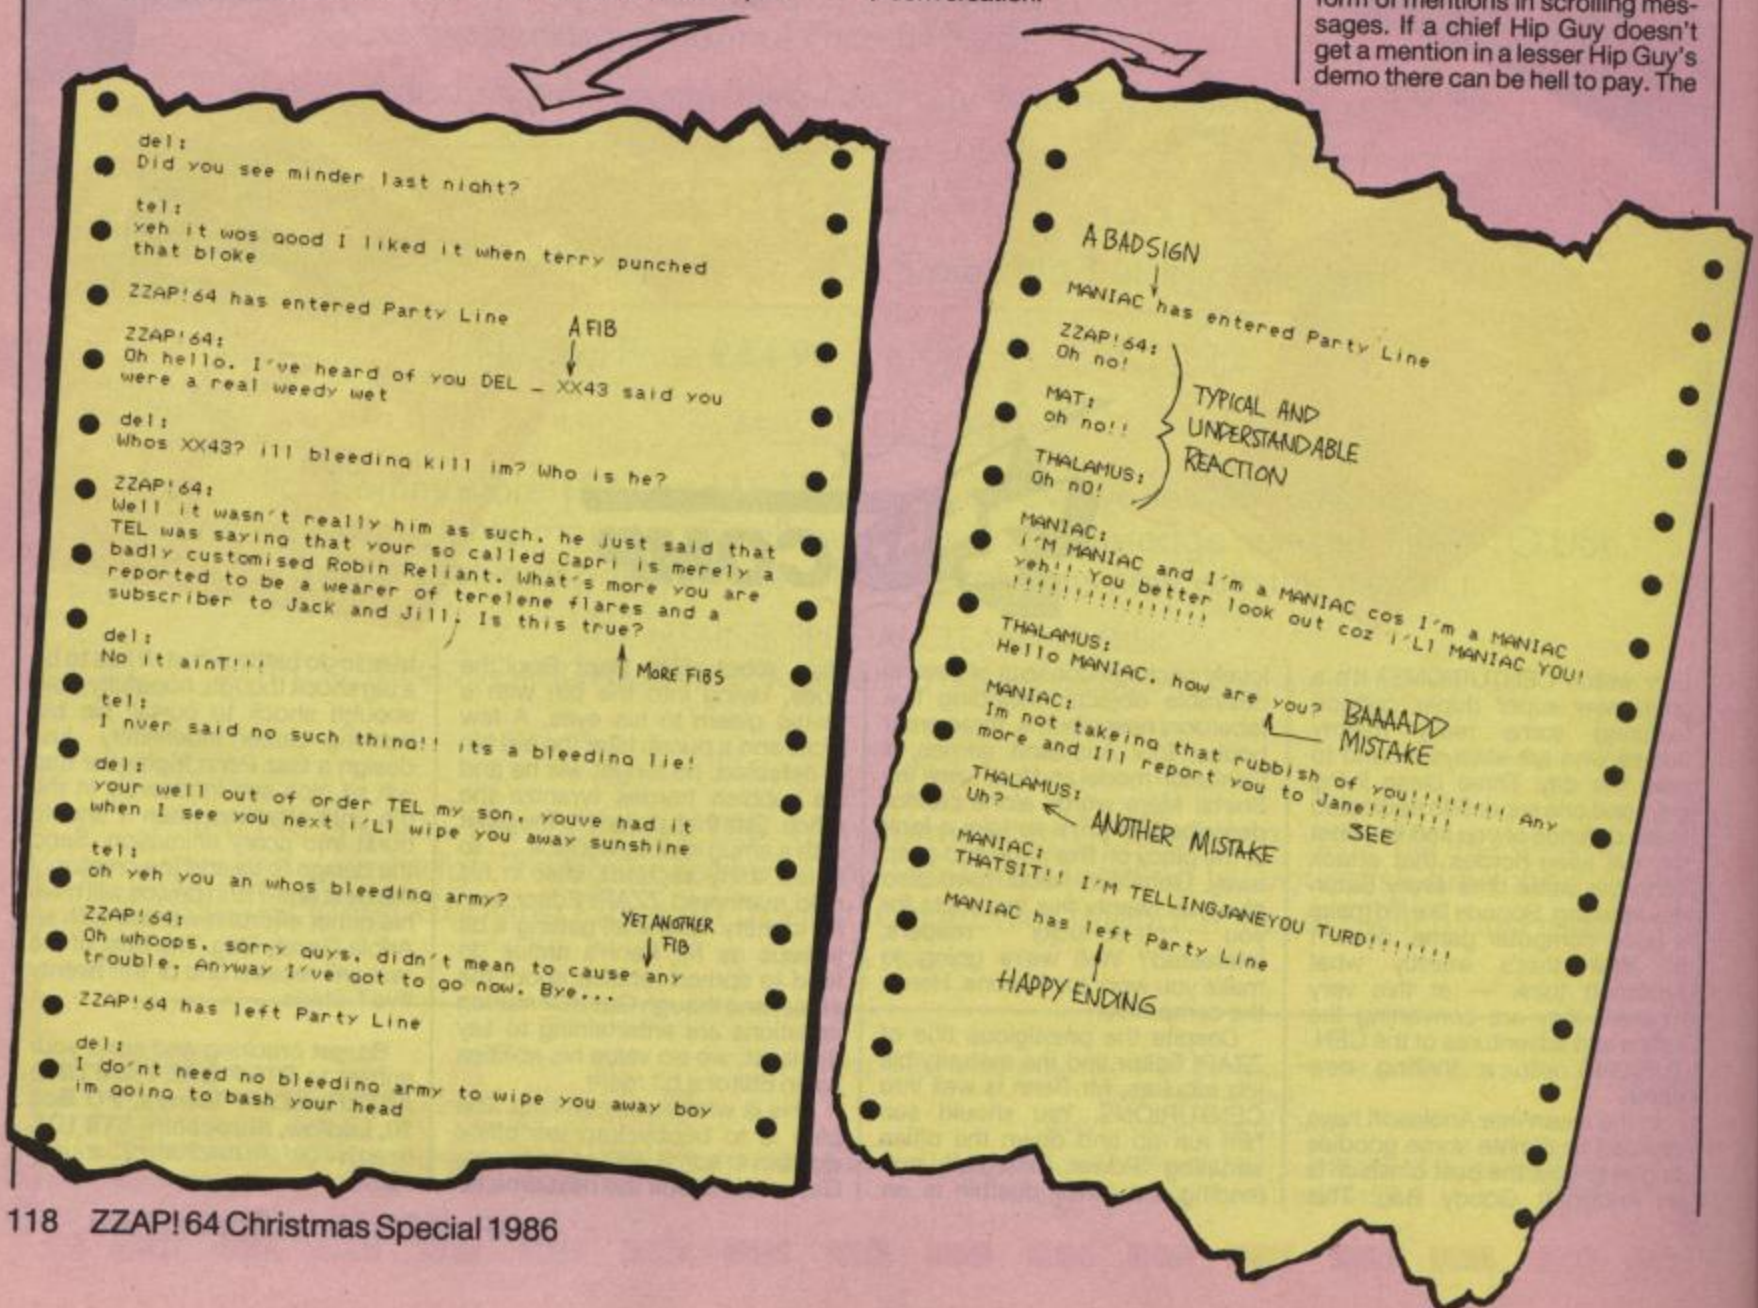 conversation.
form of mentions in scrolling mes-
sages. If a chief Hip Guy doesn't
get a mention in a lesser Hip Guy's
demo there can be hell to pay. The
del:
Did you see minder last night?
tel:
yeh it wos good I liked it when terry punched
that bloke
ZZAP!64 has entered Party Line
A FIB
ZZAP!64:
Oh hello. I've heard of you DEL _ XX43 said you
were a real weedy wet
del:
Whos XX43? ill bleeding kill im? Who is he?
ZZAP!64:
Well it wasn't really him as such, he just said that
TEL was saying that your so called Capri is merely a
badly customised Robin Reliant. What's more you are
reported to be a wearer of terelene flares and a
subscriber to Jack and Jill. Is this true?
MORE FIBS
del:
No it ainT!!!
tel:
I nver said no such thing!! its a bleeding lie!
del:
your well out of order TEL my son, youve had it
when I see you next i'Ll wipe you away sunshine
tel:
oh yeh you an whos bleeding army?
YET ANOTHER
FIB
ZZAP!64:
Oh whoops, sorry guys, didn't mean to cause any
trouble. Anyway I've got to go now. Bye...
ZZAP!64 has left Party Line
del:
I do'nt need no bleeding army to wipe you away boy
im going to bash your head
A BAD SIGN
MANIAC has entered Party Line
ZZAP!64:
Oh no!
MAT:
oh no!!
THALAMUS:
Oh nO!
TYPICAL AND
UNDERSTANDABLE
REACTION
MANIAC:
i'M MANIAC and I'm a MANIAC cos I'm a MANIAC
yeh!! You better look out coz i'Ll MANIAC YOU!
!!!!!!!!!!!!!!!!
THALAMUS:
Hello MANIAC, how are you?
BAAAADD
MISTAKE
MANIAC:
Im not takeing that rubbish of you!!!!!!!! Any
more and Ill report you to Jane!!!!!!!
SEE
THALAMUS:
Uh?
ANOTHER MISTAKE
MANIAC:
THATSIT!! I'M TELLINGJANEYOU TURD!!!!!!!
MANIAC has left Party Line
HAPPY ENDING
118 ZZAP! 64 Christmas Special 1986